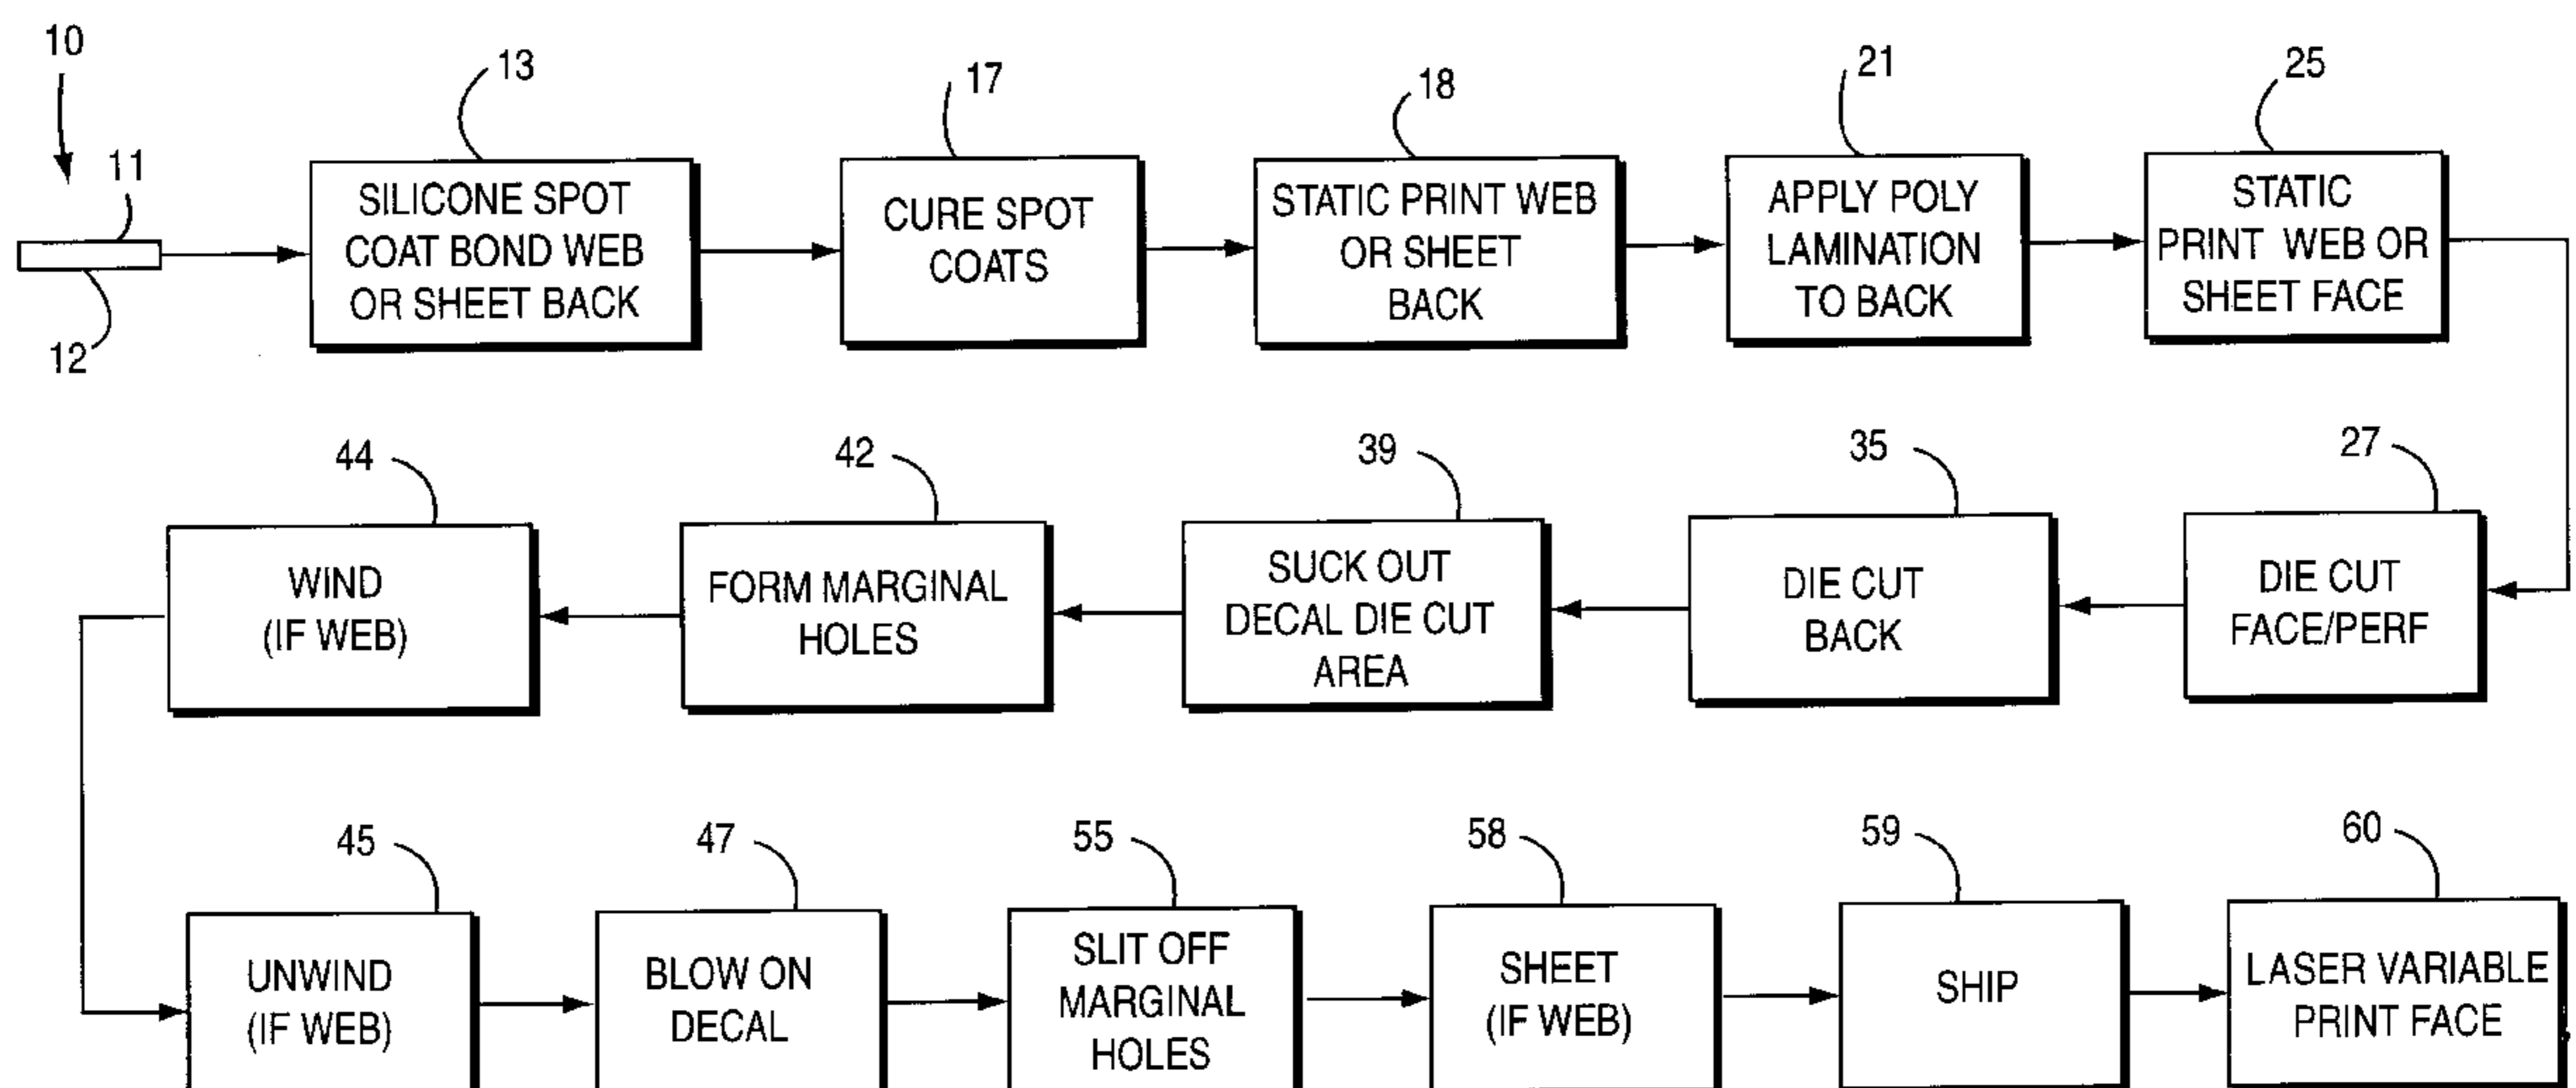 10
11
12
13
SILICONE SPOT
COAT BOND WEB
OR SHEET BACK
17
CURE SPOT
COATS
18
STATIC PRINT WEB
OR SHEET
BACK
21
APPLY POLY
LAMINATION
TO BACK
25
STATIC
PRINT WEB OR
SHEET FACE
27
DIE CUT
FACE/PERF
35
DIE CUT
BACK
39
SUCK OUT
DECAL DIE CUT
AREA
42
FORM MARGINAL
HOLES
44
WIND
(IF WEB)
45
UNWIND
(IF WEB)
47
BLOW ON
DECAL
55
SLIT OFF
MARGINAL
HOLES
58
SHEET
(IF WEB)
59
SHIP
60
LASER VARIABLE
PRINT FACE